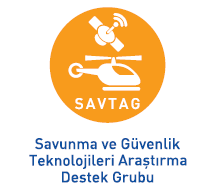 SAVTAG
Savunma ve Güvenlik
Teknolojileri Araştırma
Destek Grubu